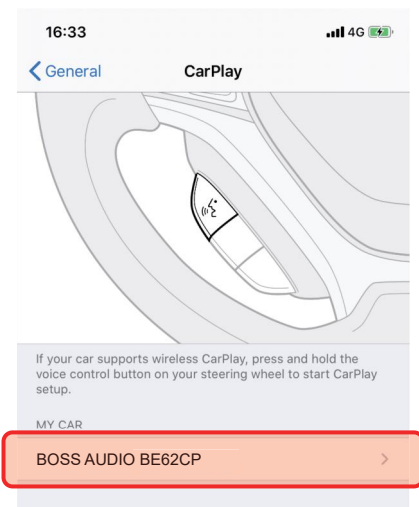 16:33
4G
General
CarPlay
If your car supports wireless CarPlay, press and hold the
voice control button on your steering wheel to start CarPlay
setup.
MY CAR
BOSS AUDIO BE62CP